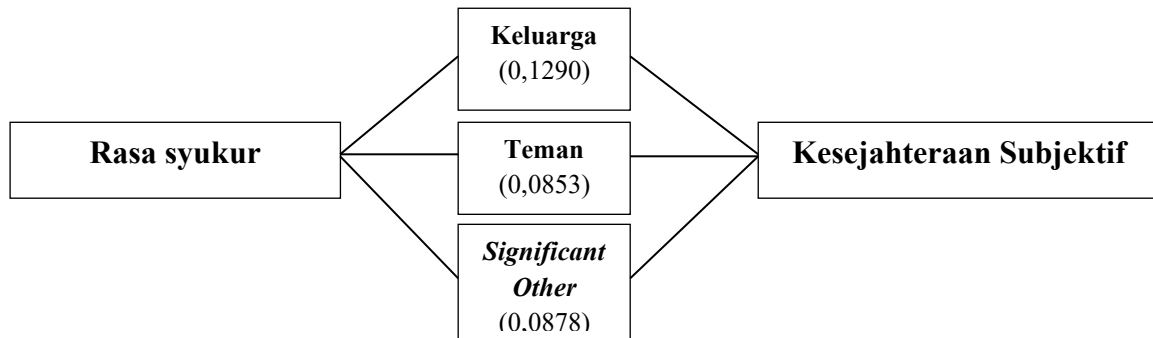 Keluarga
(0,1290)
Rasa syukur
Teman
(0,0853)
Kesejahteraan Subjektif
Significant
Other
(0,0878)